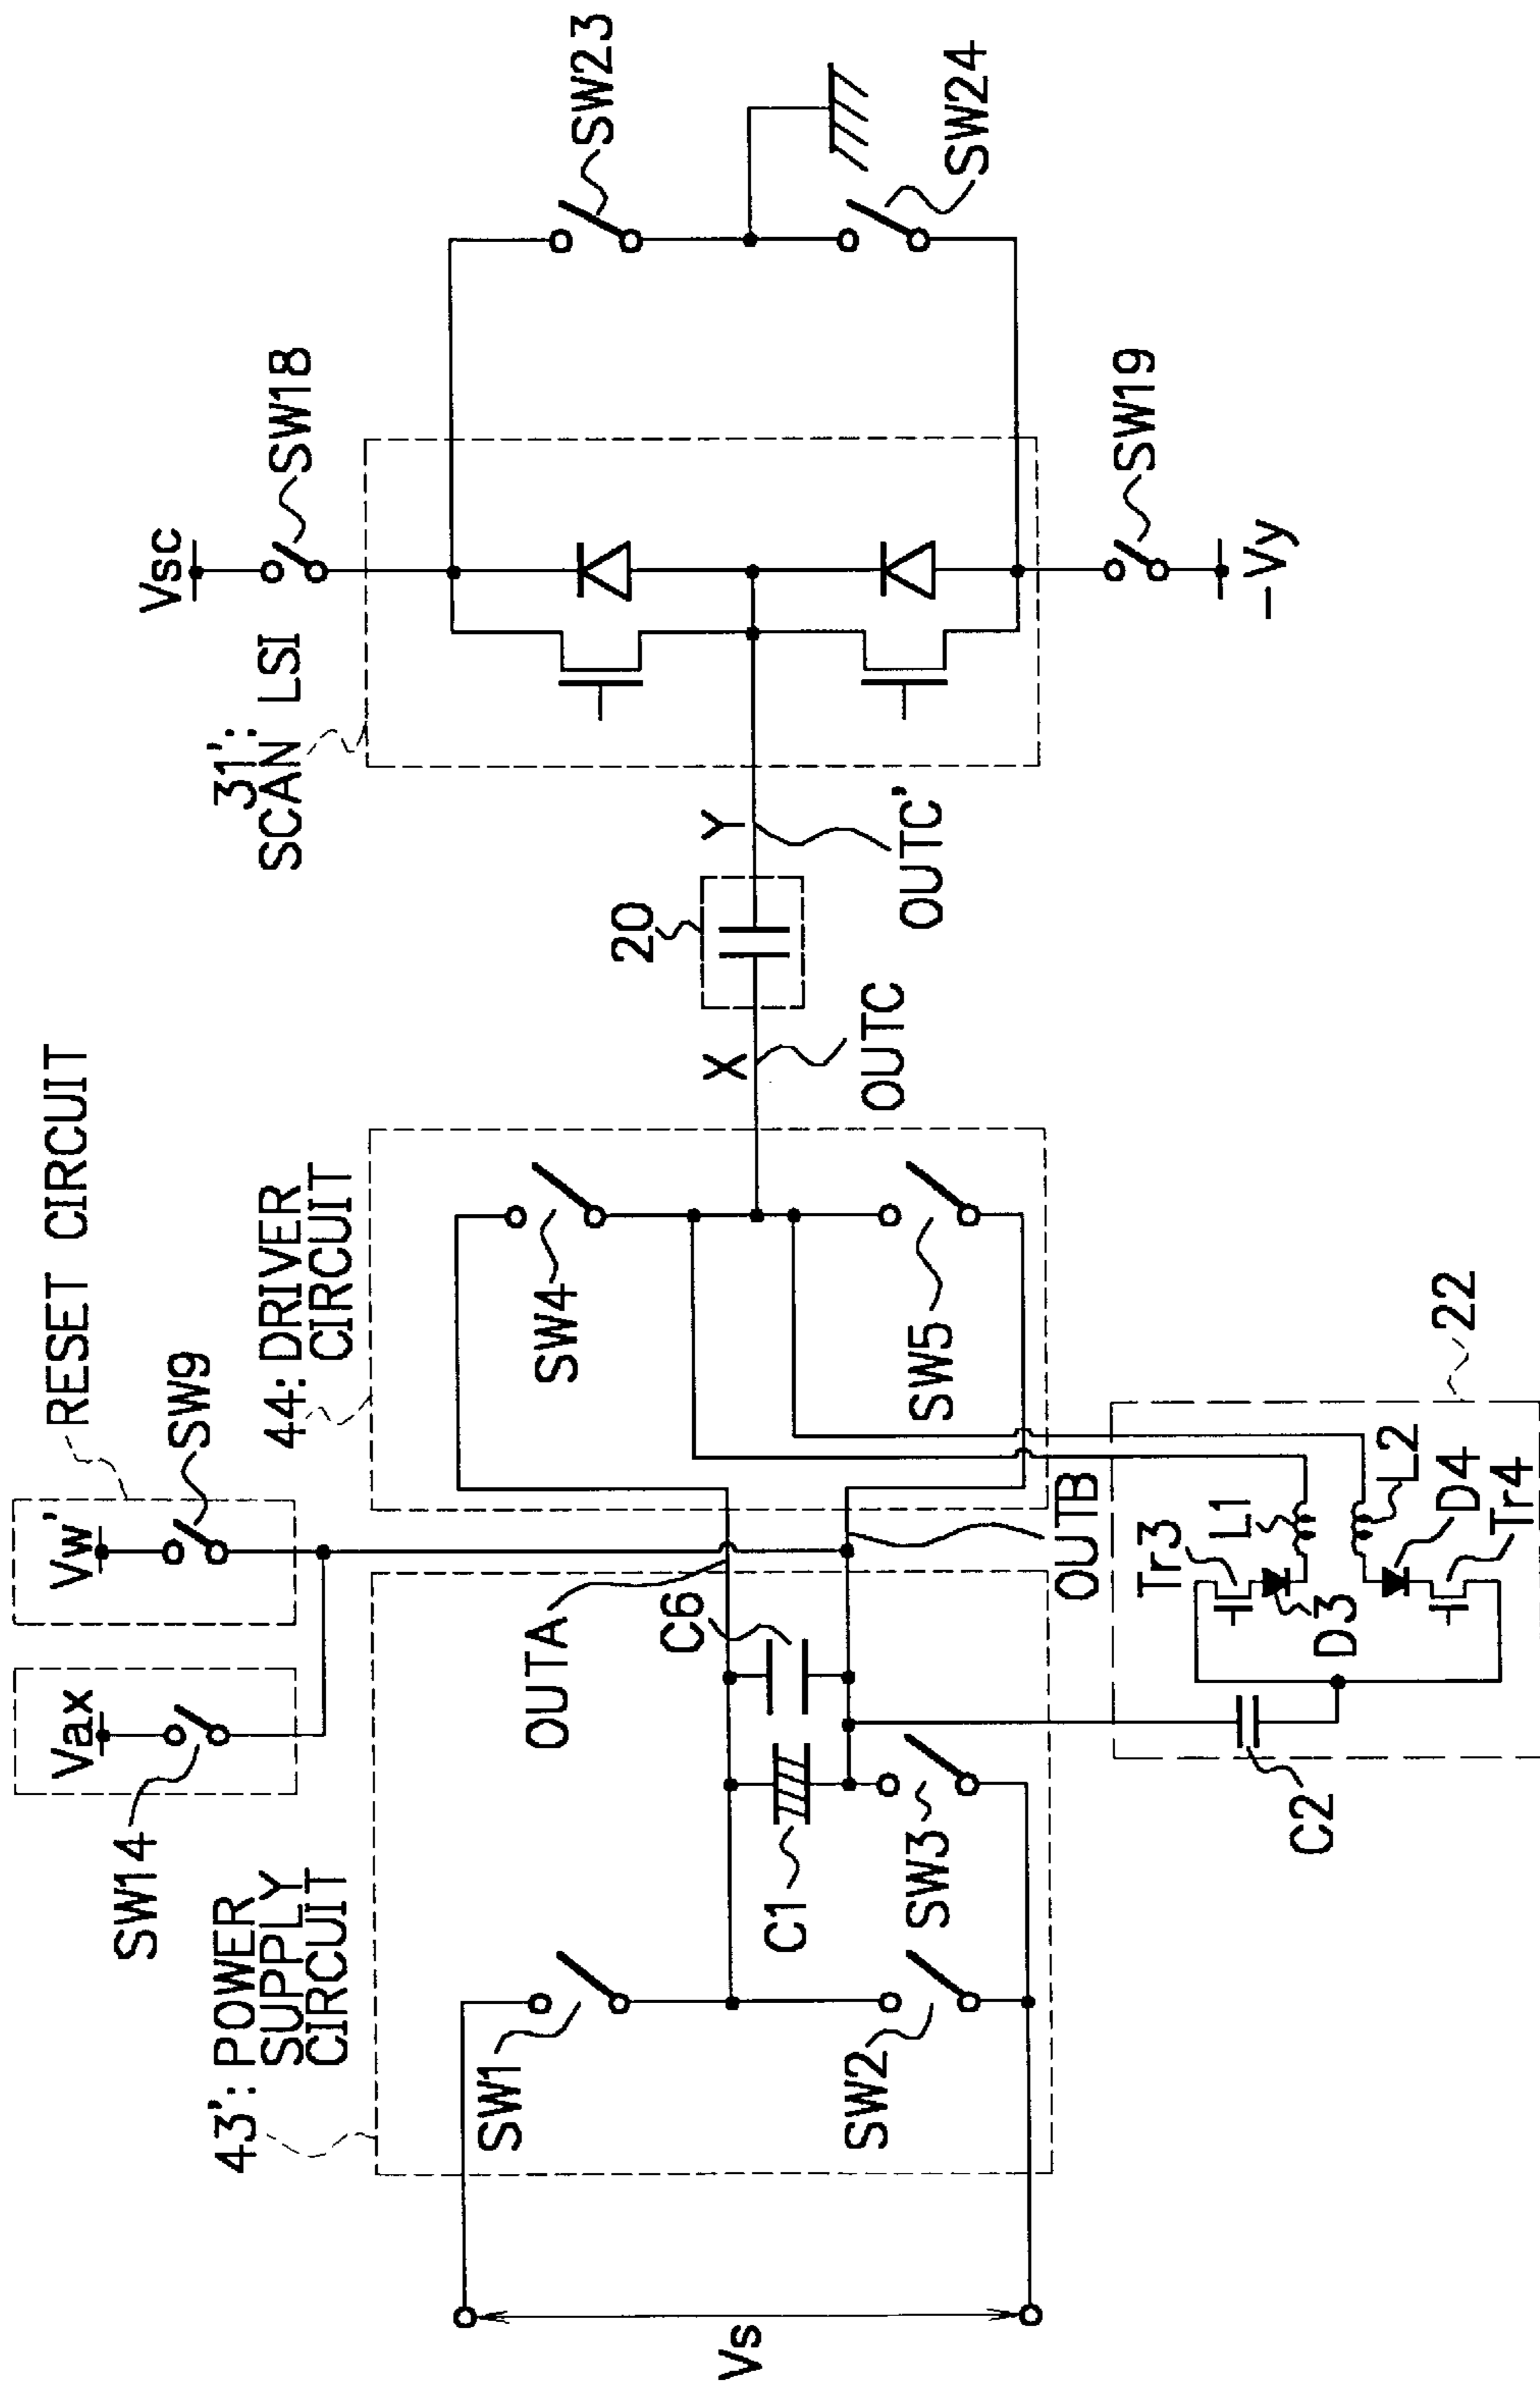 RESET CIRCUIT
Vax
Vw'
SW9
SW14
43': POWER
SUPPLY
CIRCUIT
44: DRIVER
CIRCUIT
31':
SCAN LSI
Vsc
SW18
SW23
SW24
SW19
-Vy
20
X
Y
OUTC
OUTC'
SW4
SW5
OUTA
OUTB
C6
C1
SW1
SW2
SW3
Vs
C2
22
Tr3
L1
D3
L2
D4
Tr4